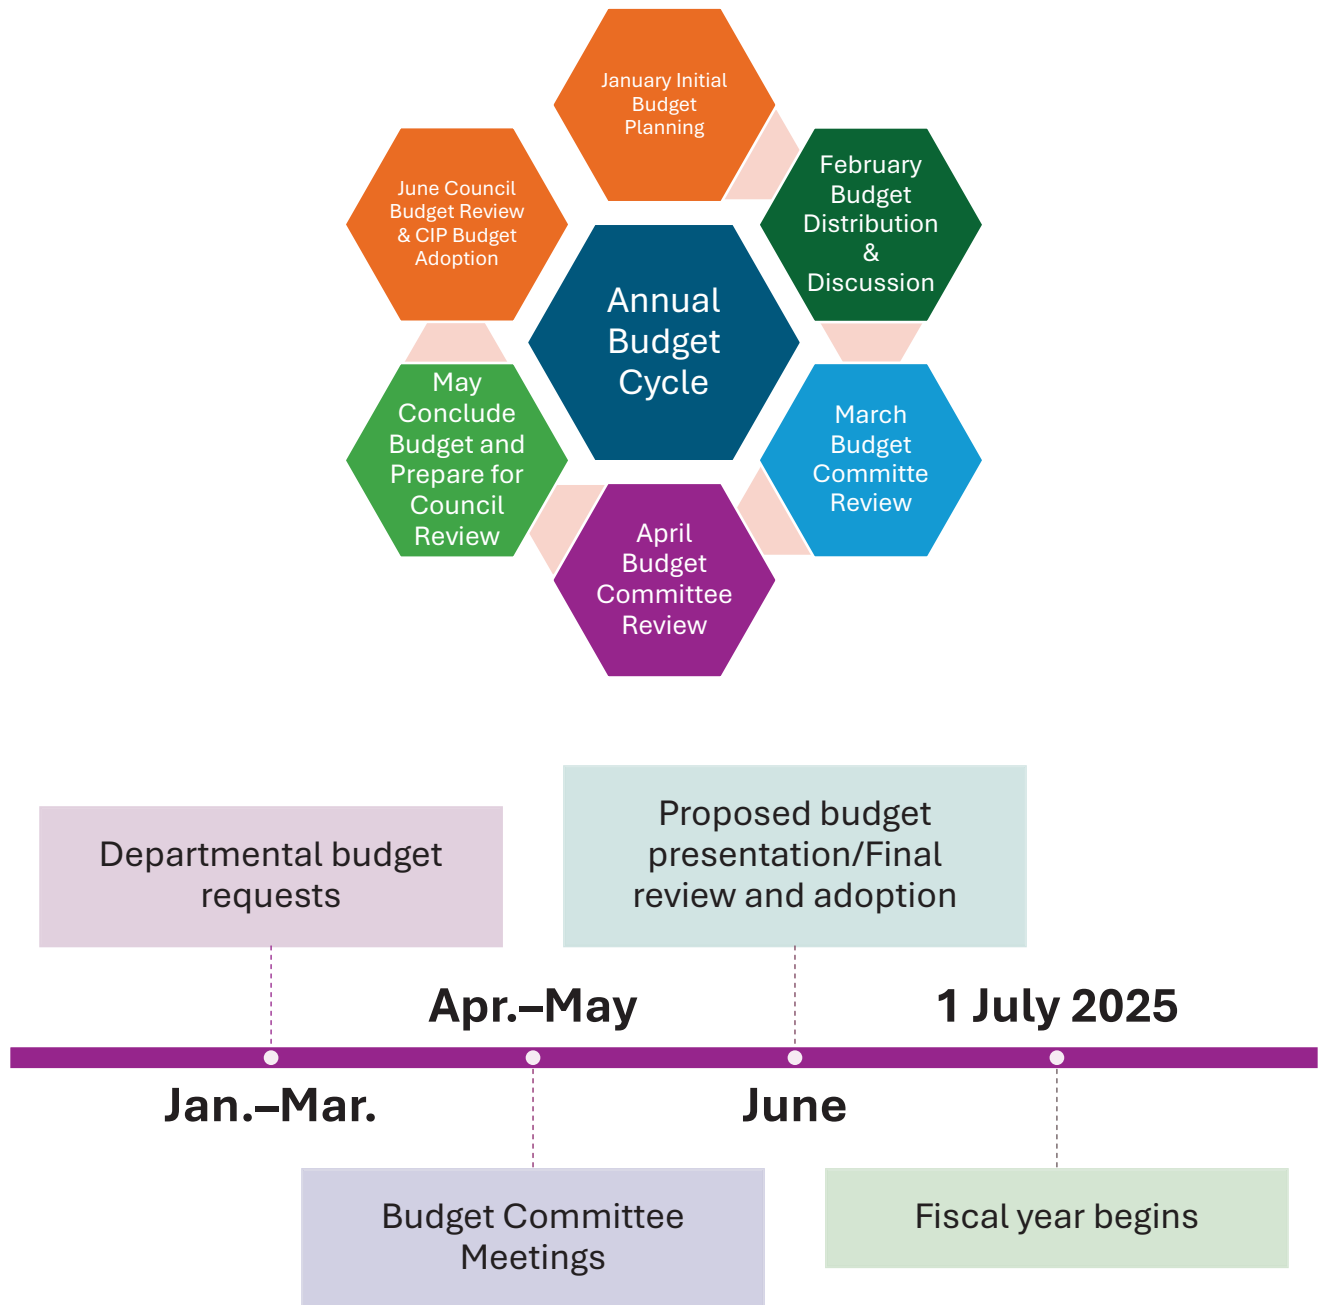 January Initial
Budget
Planning
February
Budget
Distribution
&
Discussion
March
Budget
Committe
Review
April
Budget
Committee
Review
May
Conclude
Budget and
Prepare for
Council
Review
June Council
Budget Review
& CIP Budget
Adoption
Annual
Budget
Cycle
Departmental budget
requests
Proposed budget
presentation/Final
review and adoption
Apr.–May
1 July 2025
Jan.–Mar.
June
Budget Committee
Meetings
Fiscal year begins